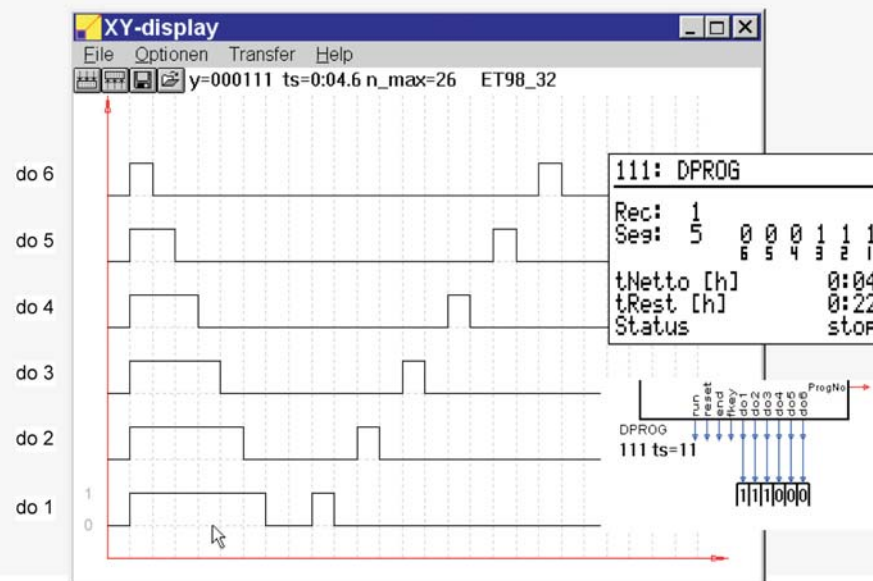 XY-display
File Optionen Transfer Help
y=000111 ts=0:04.6 n_max=26 ET98_32
do 6
do 5
do 4
do 3
do 2
do 1
1
0
111: DPROG
Rec: 1
Seg: 5 0 0 0 1 1 1
6 5 4 3 2 1
tNetto [h] 0:04
tRest [h] 0:22
Status stop
run
reset
end
fkey
do1
do2
do3
do4
do5
do6
ProgNo
DPROG
111 ts=11
1 1 1 0 0 0